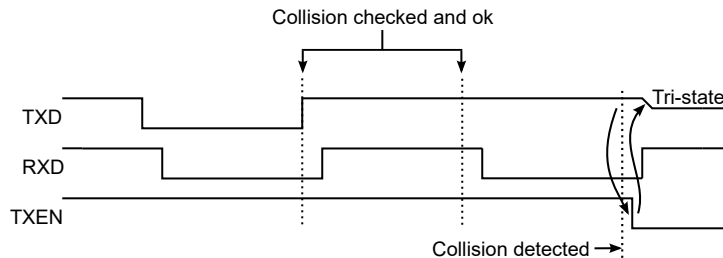 Collision checked and ok
Tri-state
TXD
RXD
TXEN
Collision detected